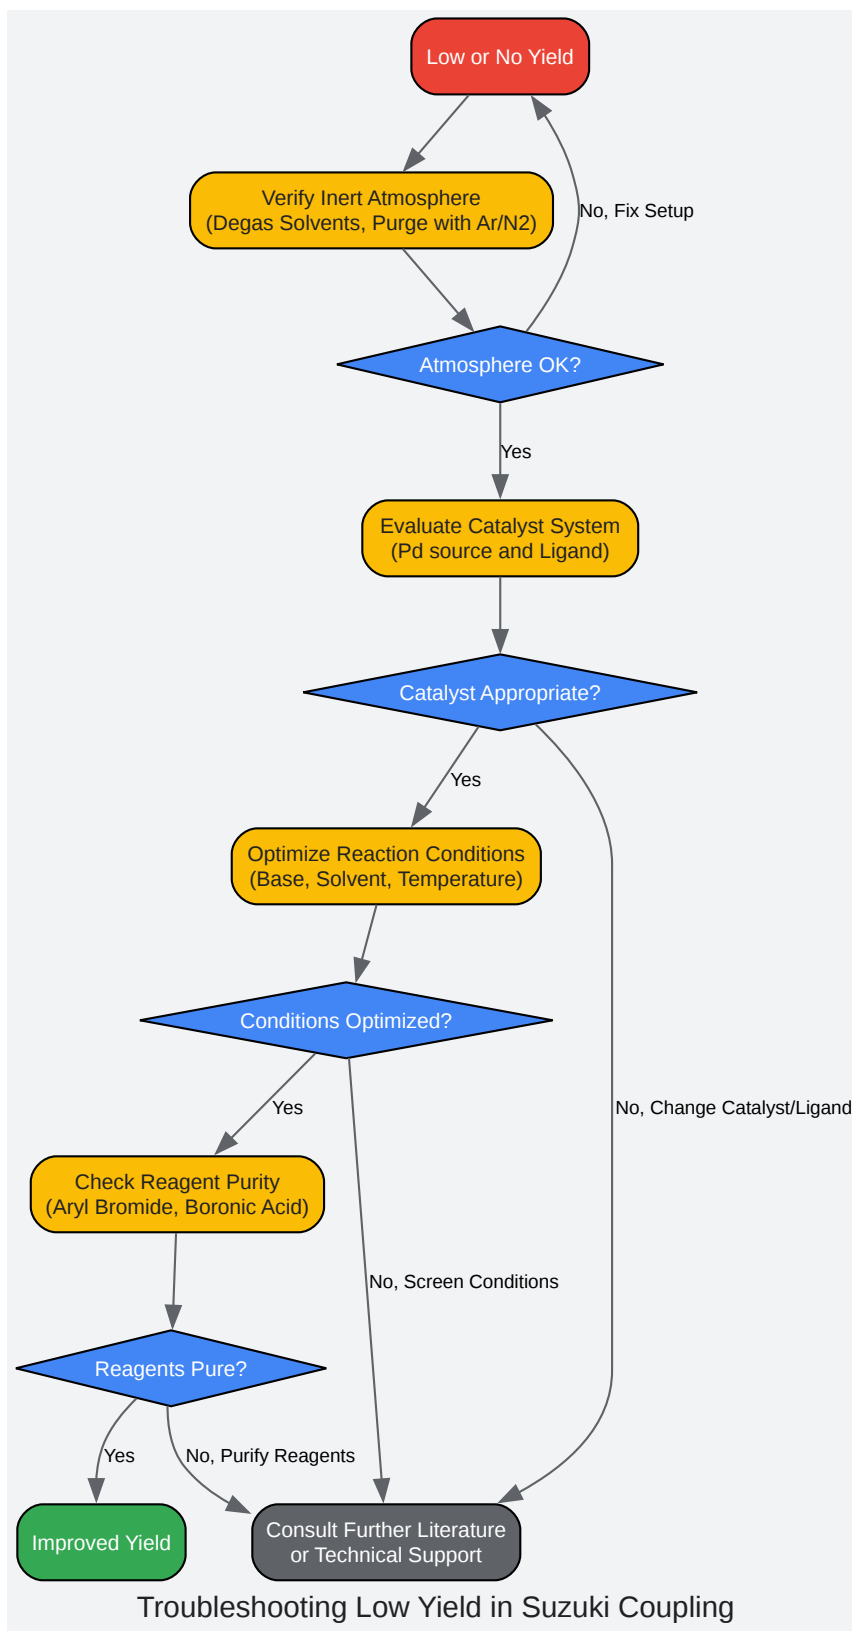 Low or No Yield
Verify Inert Atmosphere
(Degas Solvents, Purge with Ar/N2)
No, Fix Setup
Atmosphere OK?
Yes
Evaluate Catalyst System
(Pd source and Ligand)
Catalyst Appropriate?
Yes
Optimize Reaction Conditions
(Base, Solvent, Temperature)
Conditions Optimized?
Yes
No, Change Catalyst/Ligand
Check Reagent Purity
(Aryl Bromide, Boronic Acid)
No, Screen Conditions
Reagents Pure?
Yes
No, Purify Reagents
Improved Yield
Consult Further Literature
or Technical Support
Troubleshooting Low Yield in Suzuki Coupling